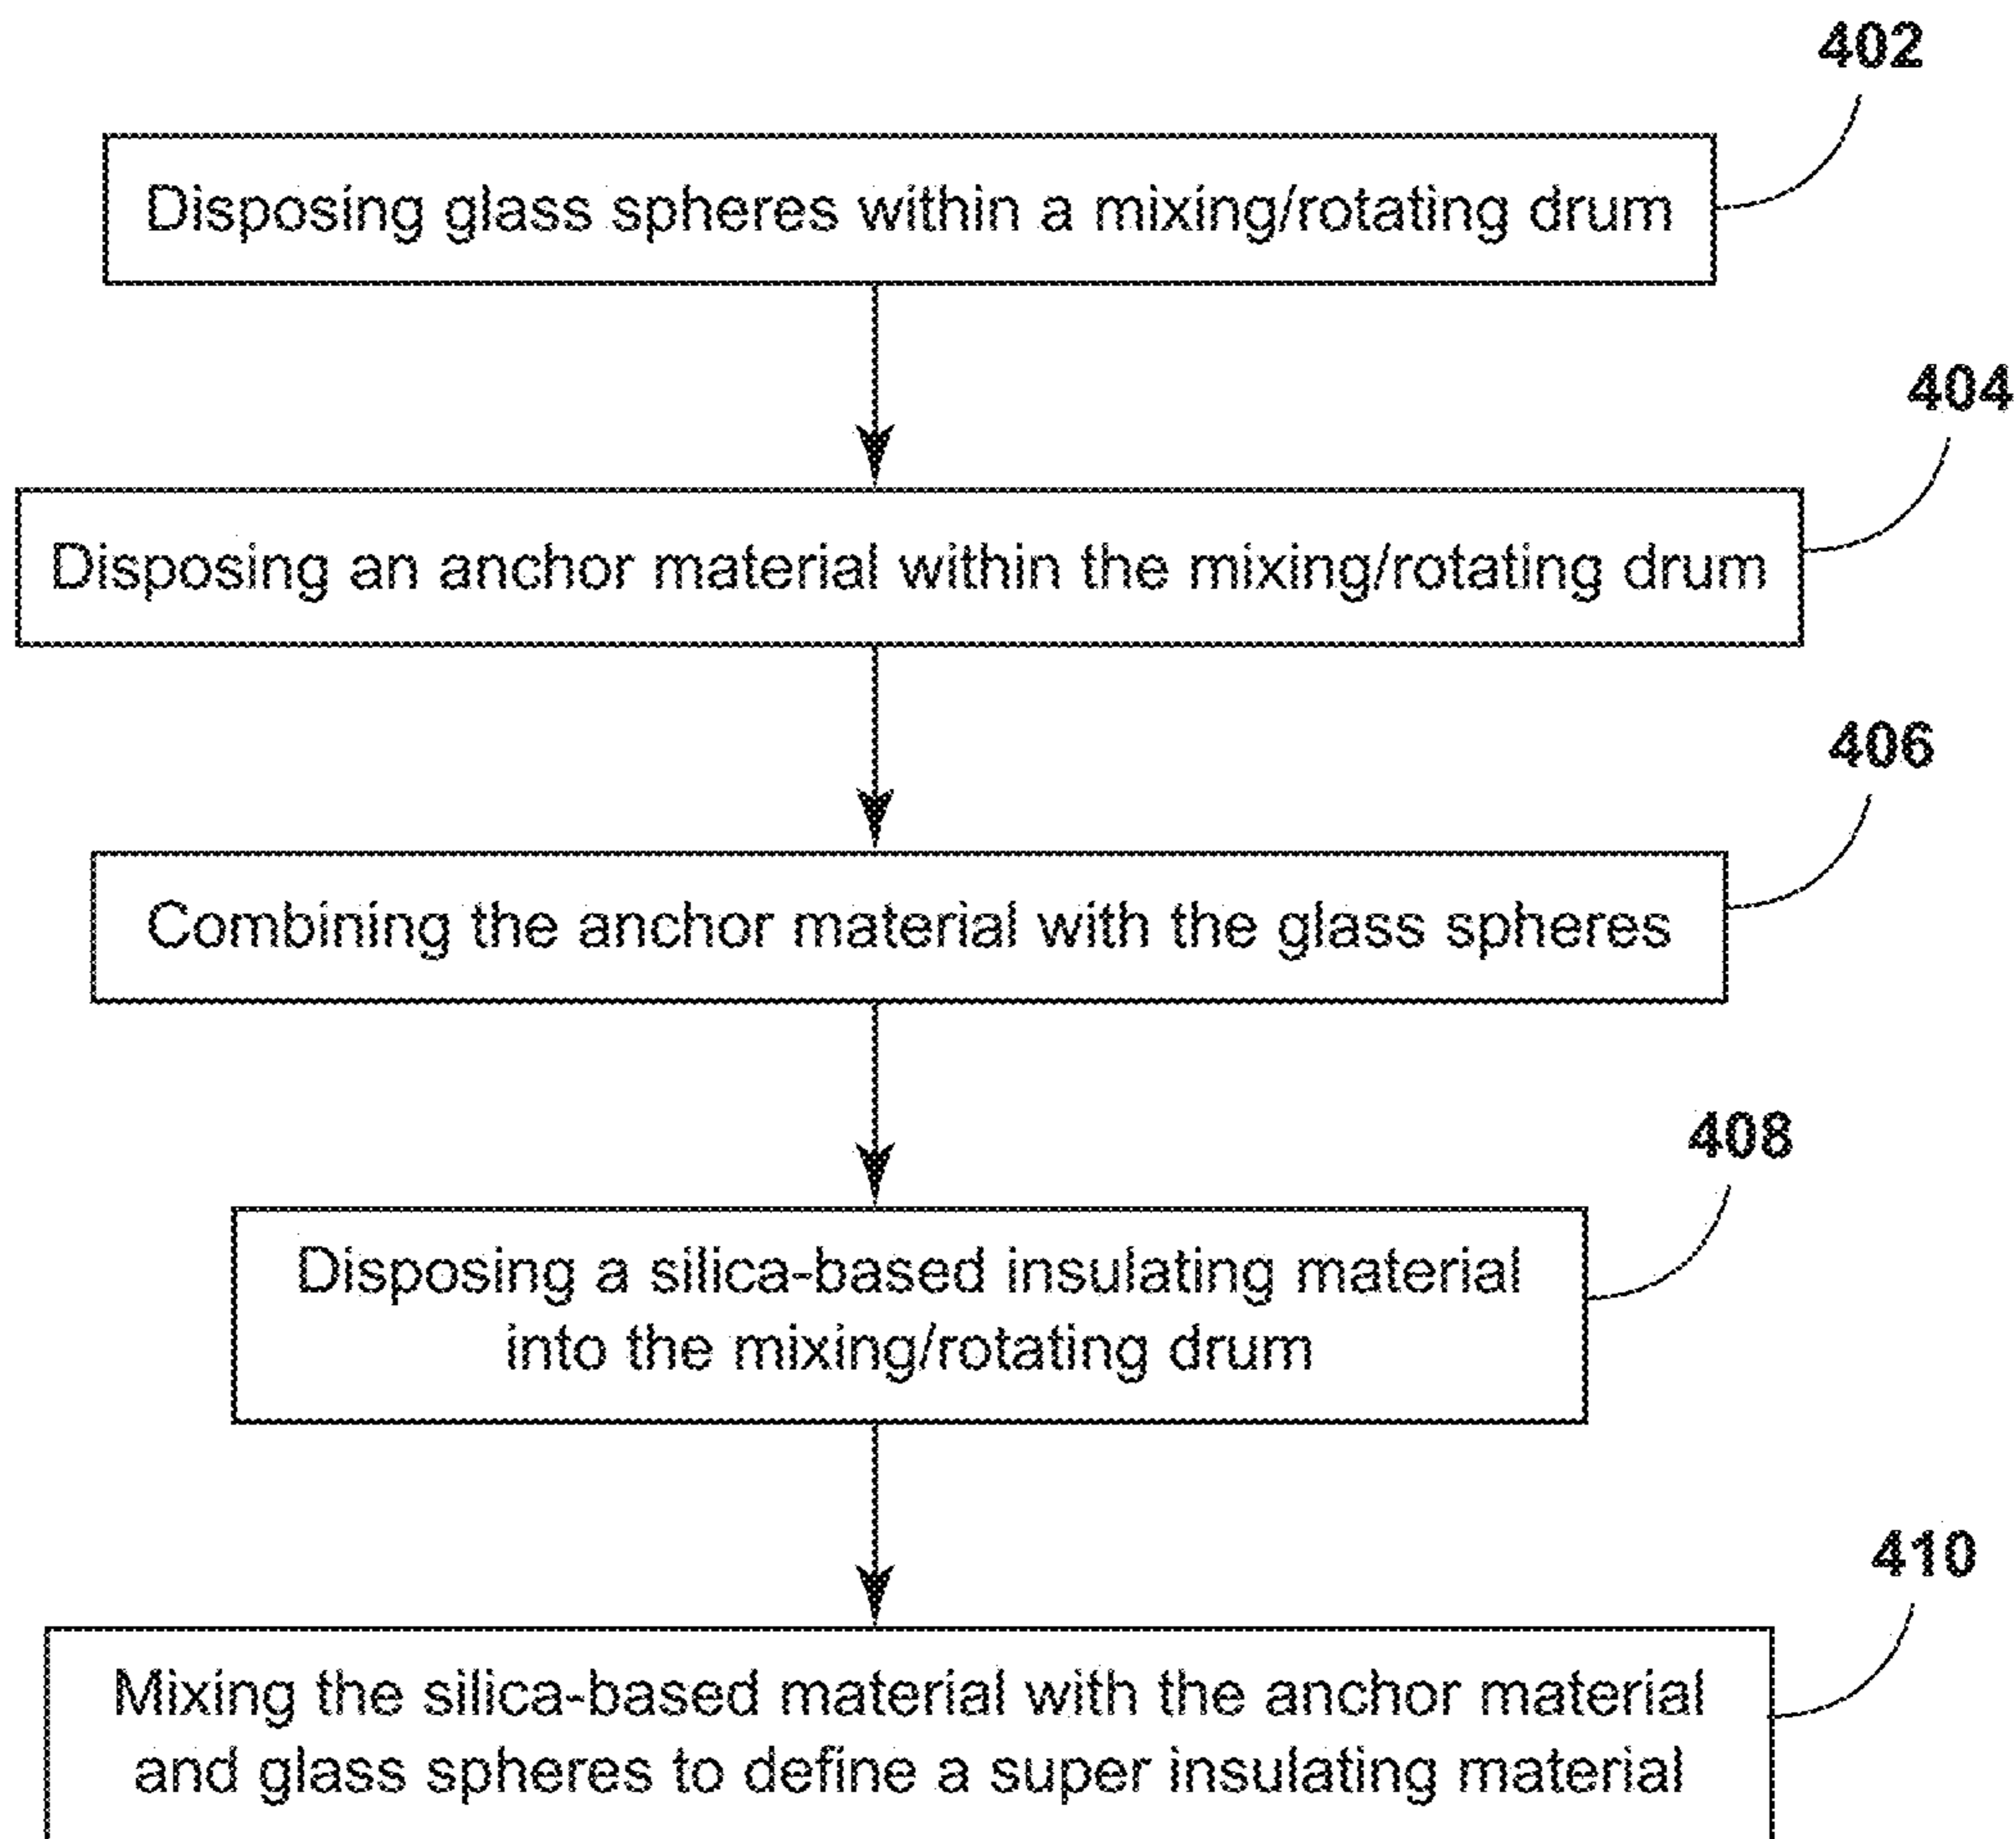 402
Disposing glass spheres within a mixing/rotating drum
404
Disposing an anchor material within the mixing/rotating drum
406
Combining the anchor material with the glass spheres
408
Disposing a silica-based insulating material
into the mixing/rotating drum
410
Mixing the silica-based material with the anchor material
and glass spheres to define a super insulating material